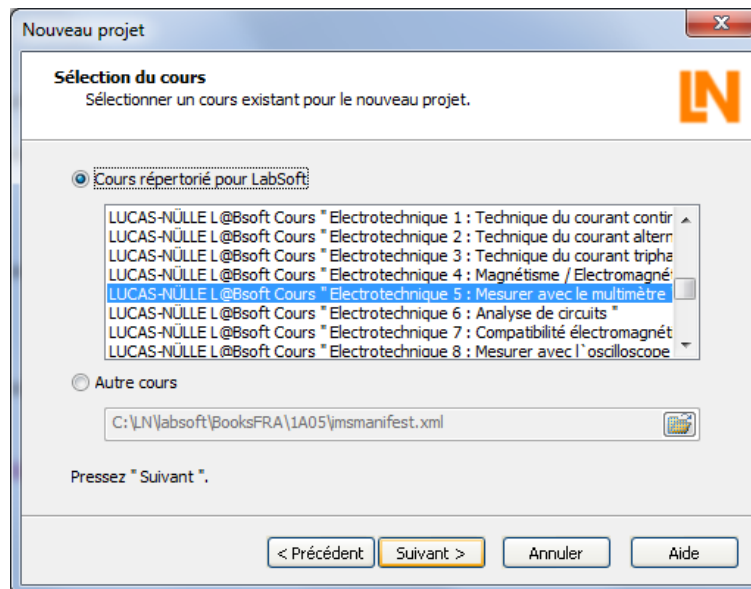 Nouveau projet
Sélection du cours
Sélectionner un cours existant pour le nouveau projet.
LN
Cours répertorié pour LabSoft
LUCAS-NÜLLE L@Bsoft Cours " Electrotechnique 1 : Technique du courant contir
LUCAS-NÜLLE L@Bsoft Cours " Electrotechnique 2 : Technique du courant altern
LUCAS-NÜLLE L@Bsoft Cours " Electrotechnique 3 : Technique du courant tripha
LUCAS-NÜLLE L@Bsoft Cours " Electrotechnique 4 : Magnétisme / Electromagné
LUCAS-NÜLLE L@Bsoft Cours " Electrotechnique 5 : Mesurer avec le multimètre
LUCAS-NÜLLE L@Bsoft Cours " Electrotechnique 6 : Analyse de circuits "
LUCAS-NÜLLE L@Bsoft Cours " Electrotechnique 7 : Compatibilité électromagnét
LUCAS-NÜLLE L@Bsoft Cours " Electrotechnique 8 : Mesurer avec l`oscilloscope
Autre cours
C:\LN\labsoft\BooksFRA\1A05\imsmanifest.xml
Pressez " Suivant ".
< Précédent Suivant > Annuler Aide